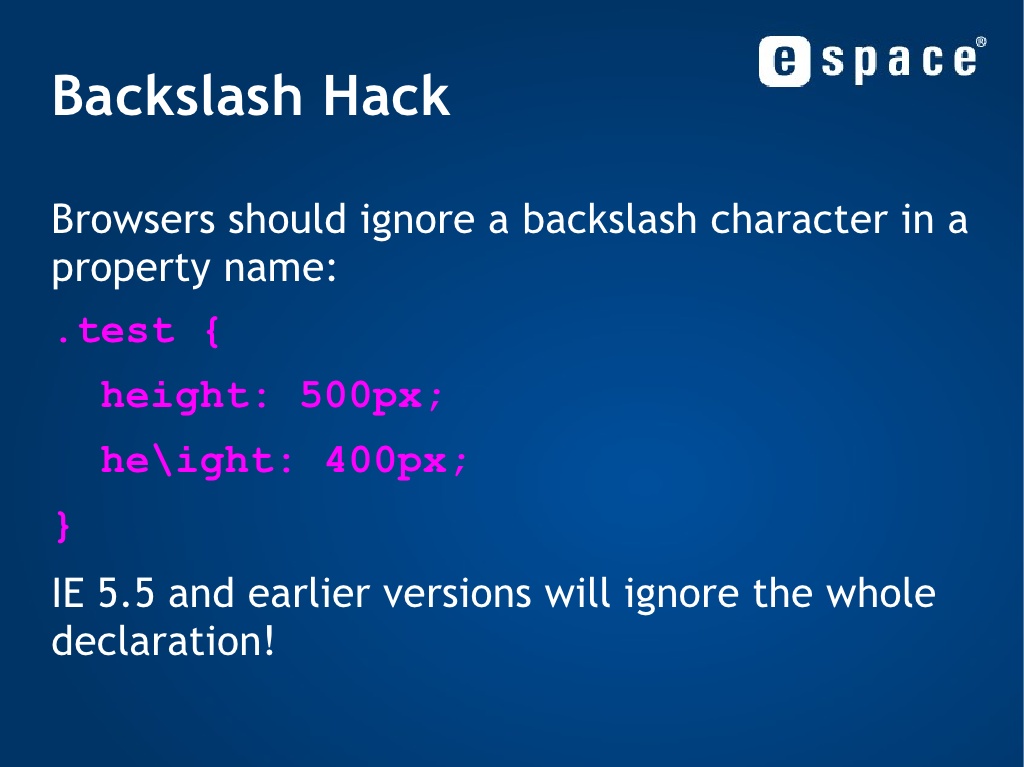 e space®
Backslash Hack
Browsers should ignore a backslash character in a
property name:
.test {
  height: 500px;
  he\ight: 400px;
}
IE 5.5 and earlier versions will ignore the whole
declaration!